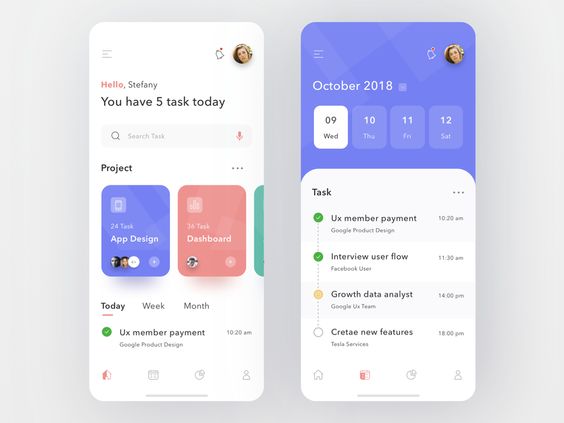 Hello, Stefany
You have 5 task today
Search Task
Project
24 Task
App Design
36 Task
Dashboard
Today Week Month
Ux member payment 10:20 am
Google Product Design
October 2018
09 10 11 12
Wed Thu Fri Sat
Task
Ux member payment 10:20 am
Google Product Design
Interview user flow 11:30 am
Facebook User
Growth data analyst 14:00 pm
Google Ux Team
Cretae new features 18:00 pm
Tesla Services